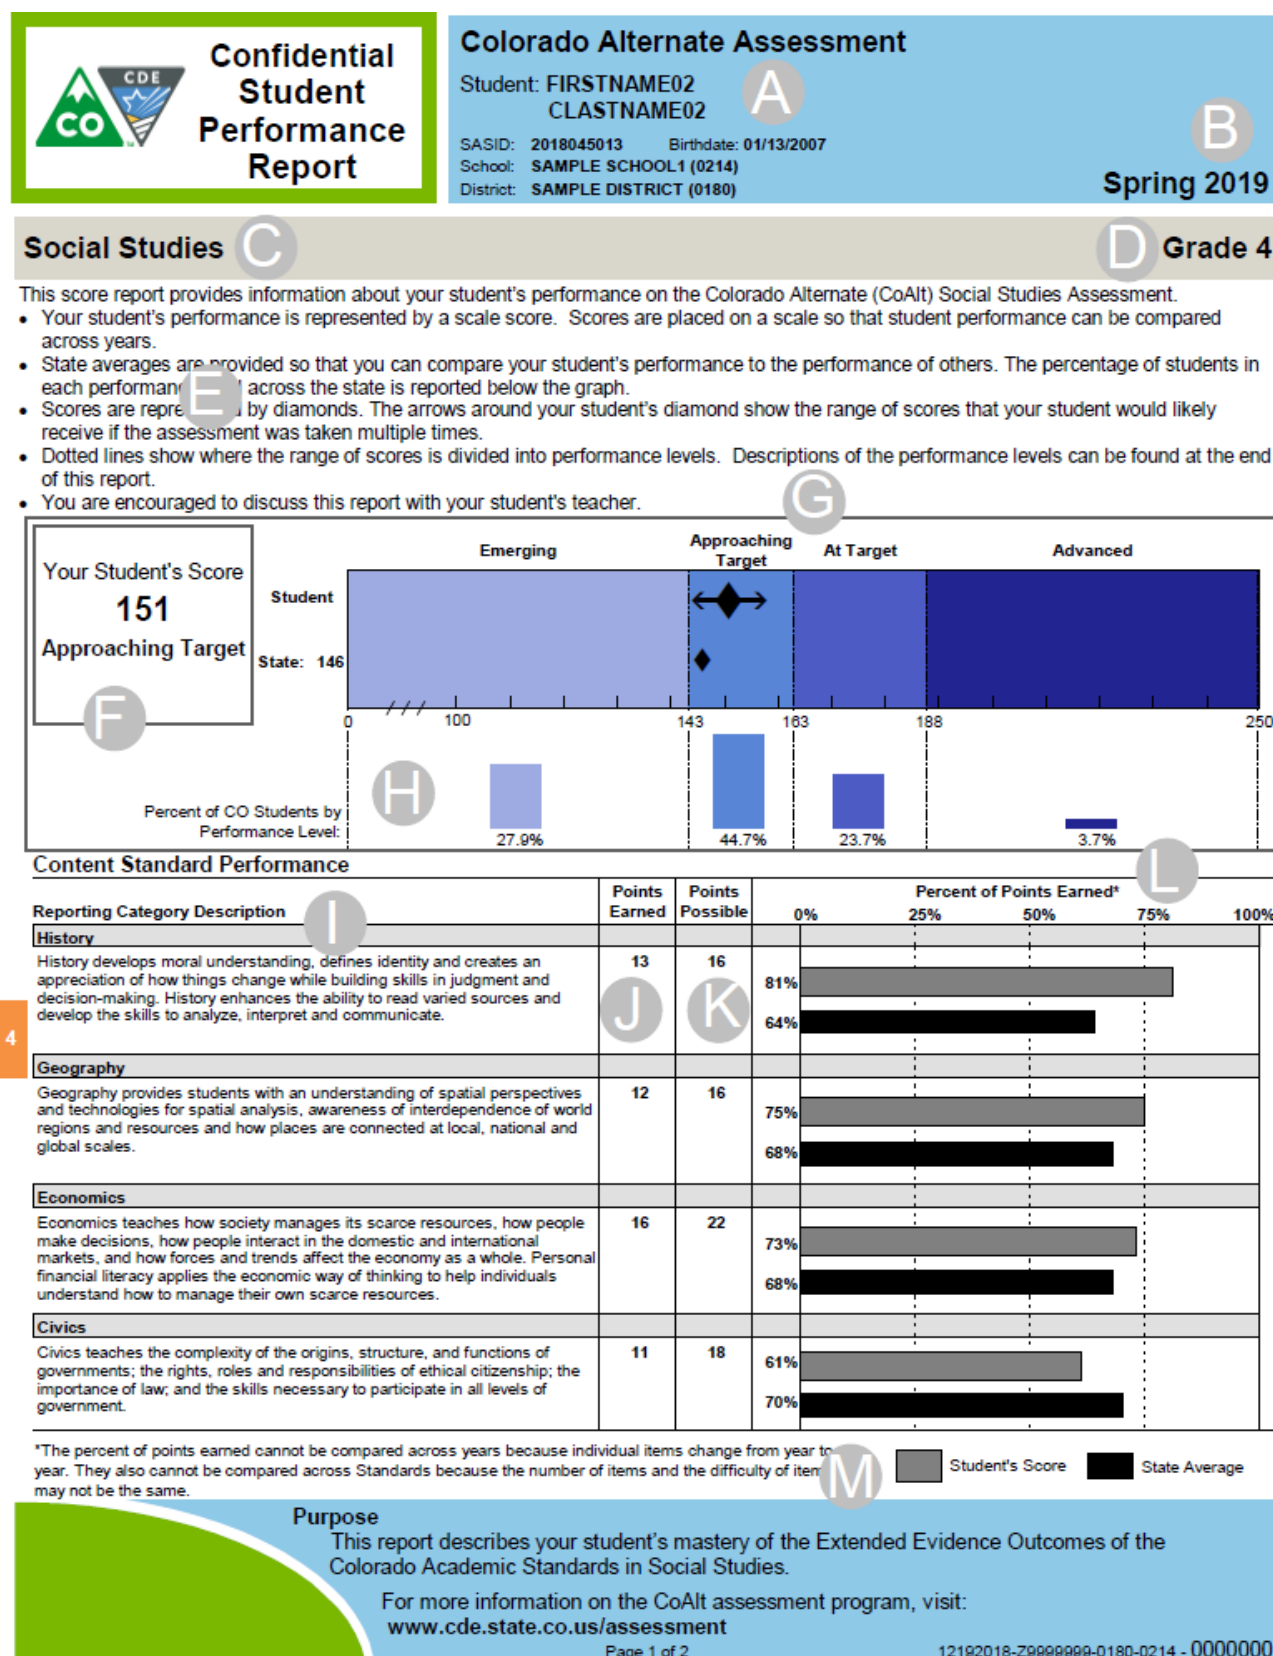 CDE
CO
Confidential
Student
Performance
Report
Colorado Alternate Assessment
Student: FIRSTNAME02
CLASTNAME02
A
SASID: 2018045013 Birthdate: 01/13/2007
School: SAMPLE SCHOOL1 (0214)
District: SAMPLE DISTRICT (0180)
B
Spring 2019
Social Studies C
D Grade 4
This score report provides information about your student's performance on the Colorado Alternate (CoAlt) Social Studies Assessment.
• Your student's performance is represented by a scale score. Scores are placed on a scale so that student performance can be compared
across years.
• State averages are provided so that you can compare your student's performance to the performance of others. The percentage of students in
each performan E across the state is reported below the graph.
• Scores are repre by diamonds. The arrows around your student's diamond show the range of scores that your student would likely
receive if the assessment was taken multiple times.
• Dotted lines show where the range of scores is divided into performance levels. Descriptions of the performance levels can be found at the end
of this report.
• You are encouraged to discuss this report with your student's teacher.
G
Your Student's Score
151
Approaching Target
F
Emerging
Approaching
Target
At Target
Advanced
Student
State: 146
0 100 143 163 188 250
H
Percent of CO Students by
Performance Level:
27.9% 44.7% 23.7% 3.7%
Content Standard Performance
L
Reporting Category Description I
Points
Earned
Points
Possible
Percent of Points Earned*
0% 25% 50% 75% 100%
History
History develops moral understanding, defines identity and creates an
appreciation of how things change while building skills in judgment and
decision-making. History enhances the ability to read varied sources and
develop the skills to analyze, interpret and communicate.
13 16
J K
81%
64%
4
Geography
Geography provides students with an understanding of spatial perspectives
and technologies for spatial analysis, awareness of interdependence of world
regions and resources and how places are connected at local, national and
global scales.
12 16
75%
68%
Economics
Economics teaches how society manages its scarce resources, how people
make decisions, how people interact in the domestic and international
markets, and how forces and trends affect the economy as a whole. Personal
financial literacy applies the economic way of thinking to help individuals
understand how to manage their own scarce resources.
16 22
73%
68%
Civics
Civics teaches the complexity of the origins, structure, and functions of
governments; the rights, roles and responsibilities of ethical citizenship; the
importance of law; and the skills necessary to participate in all levels of
government.
11 18
61%
70%
*The percent of points earned cannot be compared across years because individual items change from year to
year. They also cannot be compared across Standards because the number of items and the difficulty of item
may not be the same.
M
Student's Score
State Average
Purpose
This report describes your student's mastery of the Extended Evidence Outcomes of the
Colorado Academic Standards in Social Studies.
For more information on the CoAlt assessment program, visit:
www.cde.state.co.us/assessment
Page 1 of 2
12192018-Z9999999-0180-0214 - 0000000